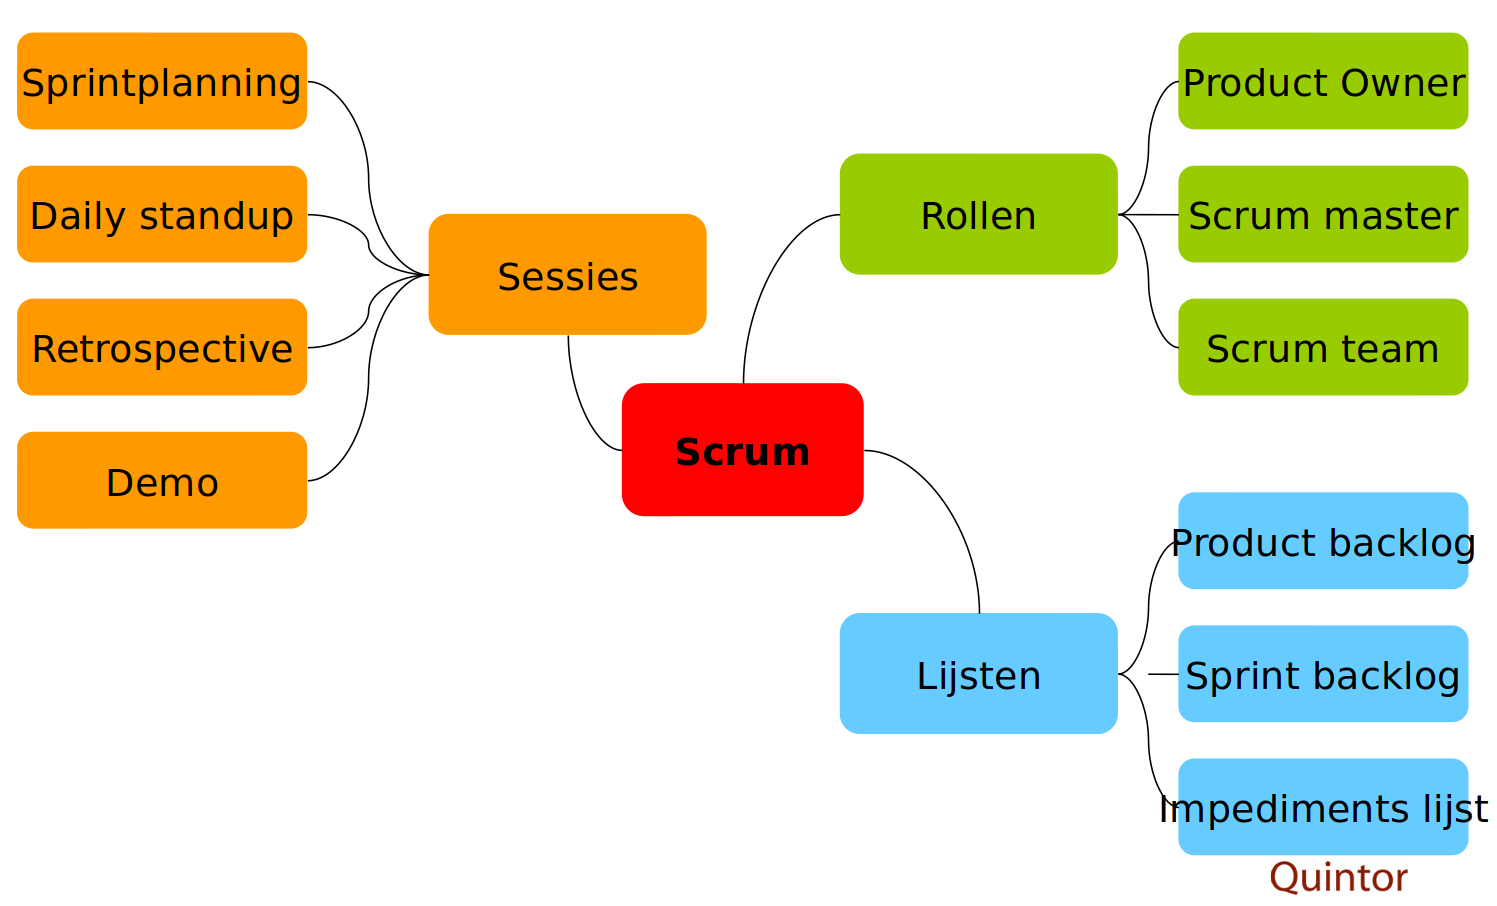 Sprintplanning
Daily standup
Retrospective
Demo
Sessies
Scrum
Rollen
Product Owner
Scrum master
Scrum team
Lijsten
Product backlog
Sprint backlog
Impediments lijst
Quintor